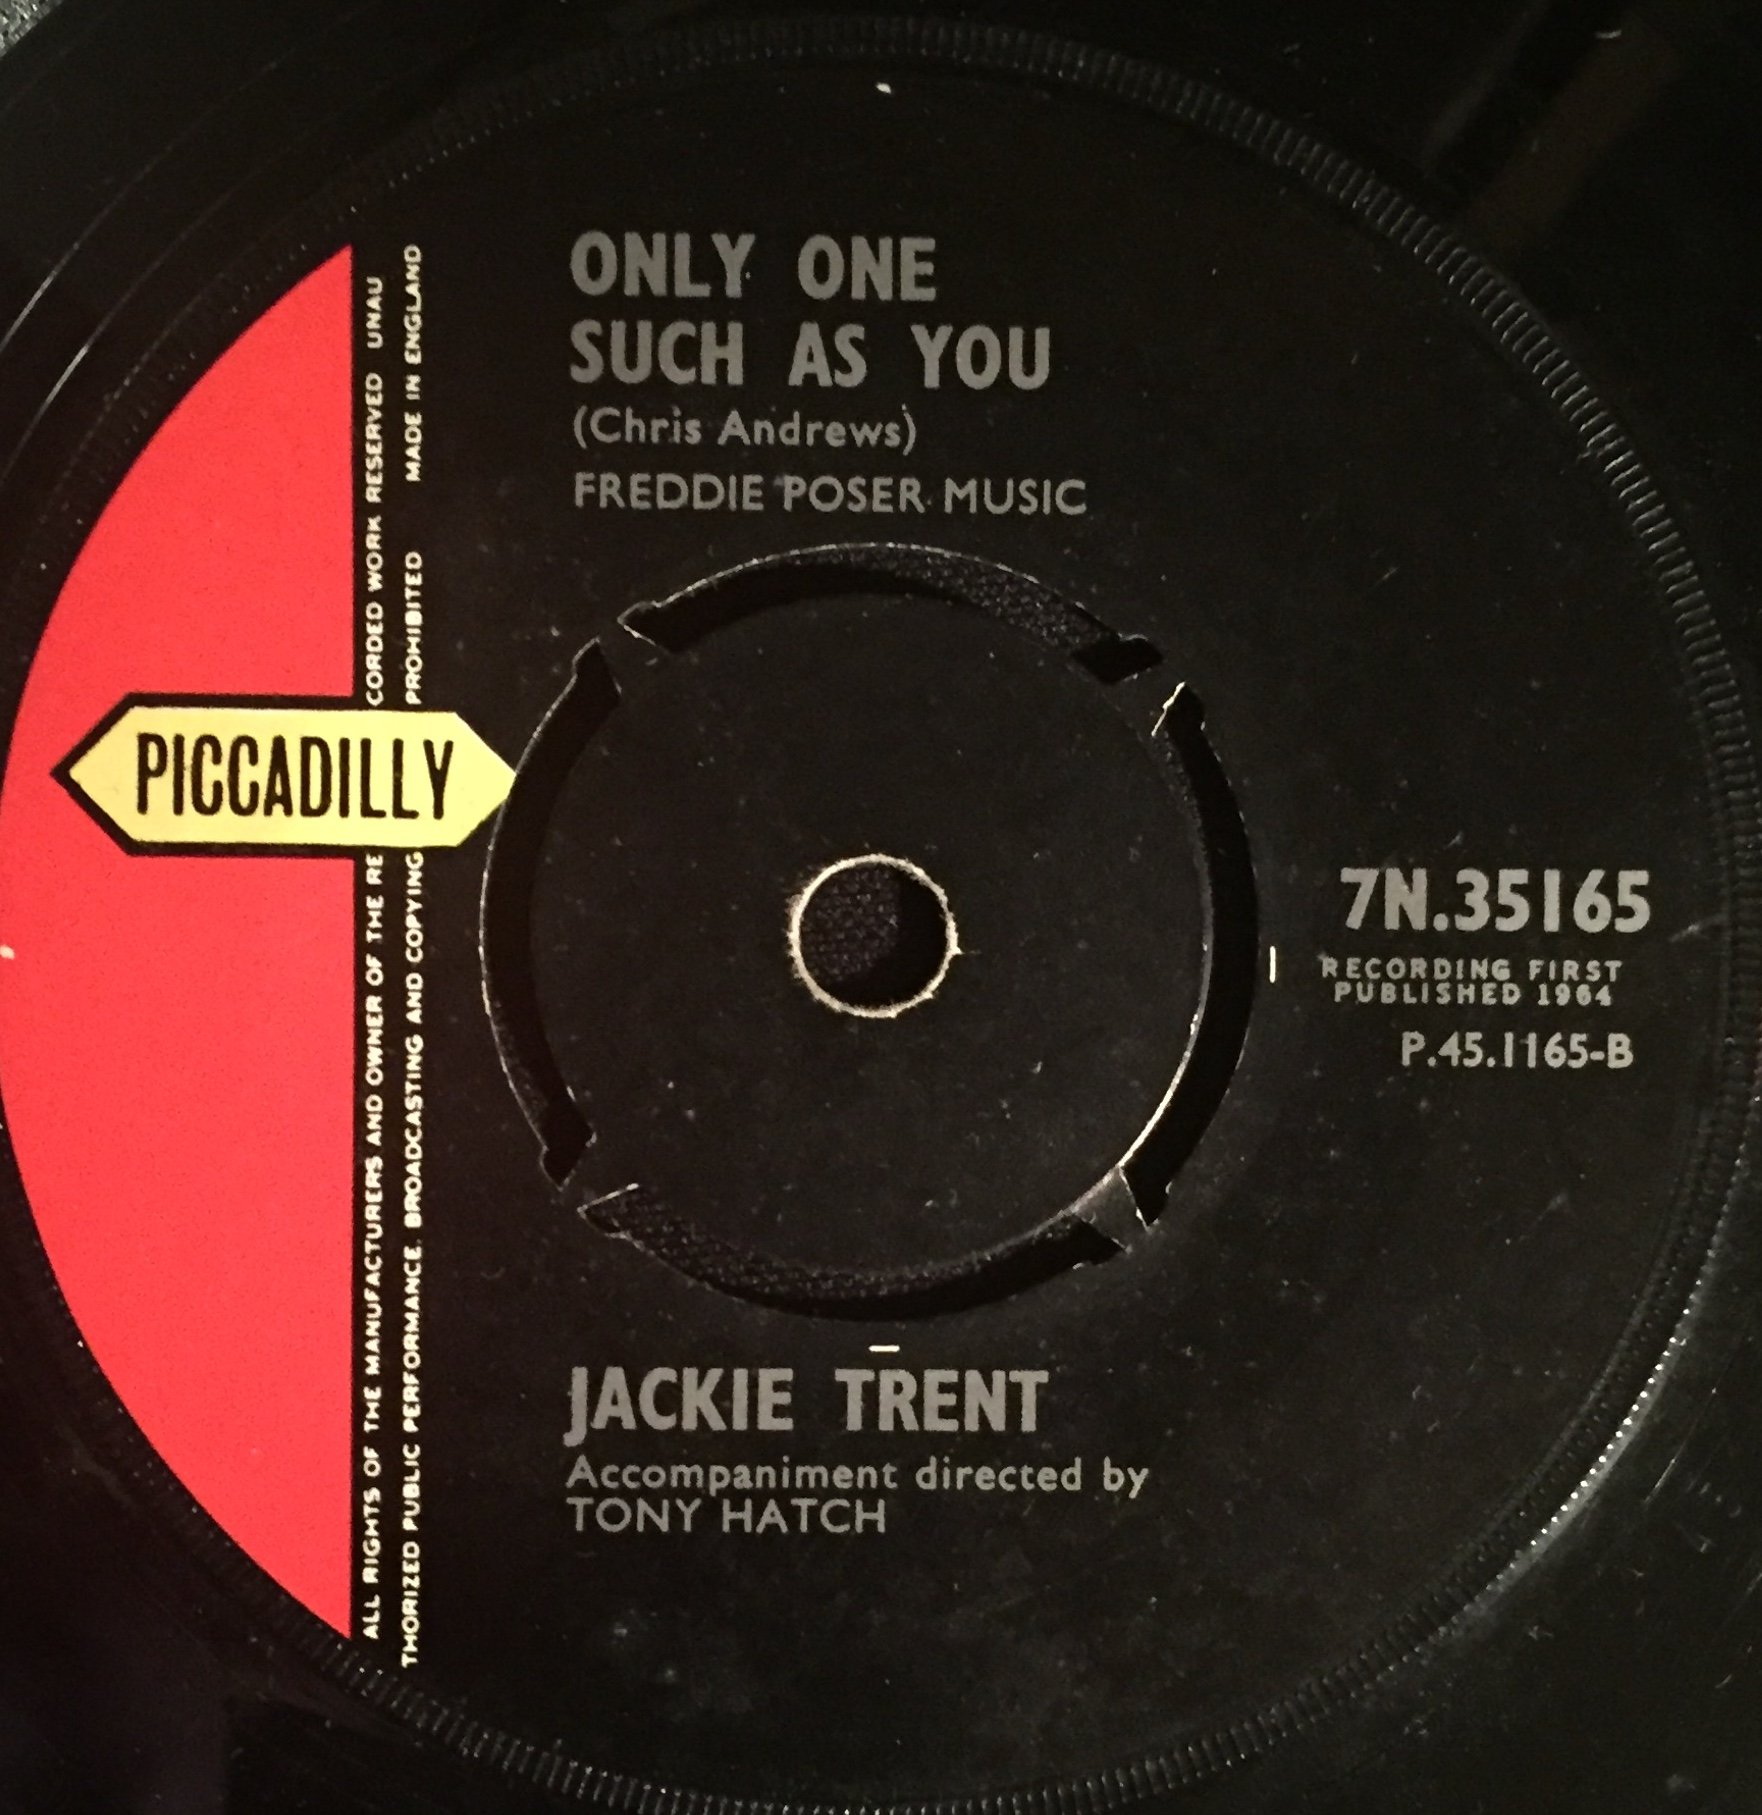 ONLY ONE
SUCH AS YOU
(Chris Andrews)
FREDDIE POSER MUSIC
PICCADILLY
7N.35165
RECORDING FIRST
PUBLISHED 1964
P.45.1165-B
JACKIE TRENT
Accompaniment directed by
TONY HATCH
ALL RIGHTS OF THE MANUFACTURERS AND OWNER OF THE RE CORDED WORK RESERVED UNAU
THORIZED PUBLIC PERFORMANCE. BROADCASTING AND COPYING PROHIBITED MADE IN ENGLAND